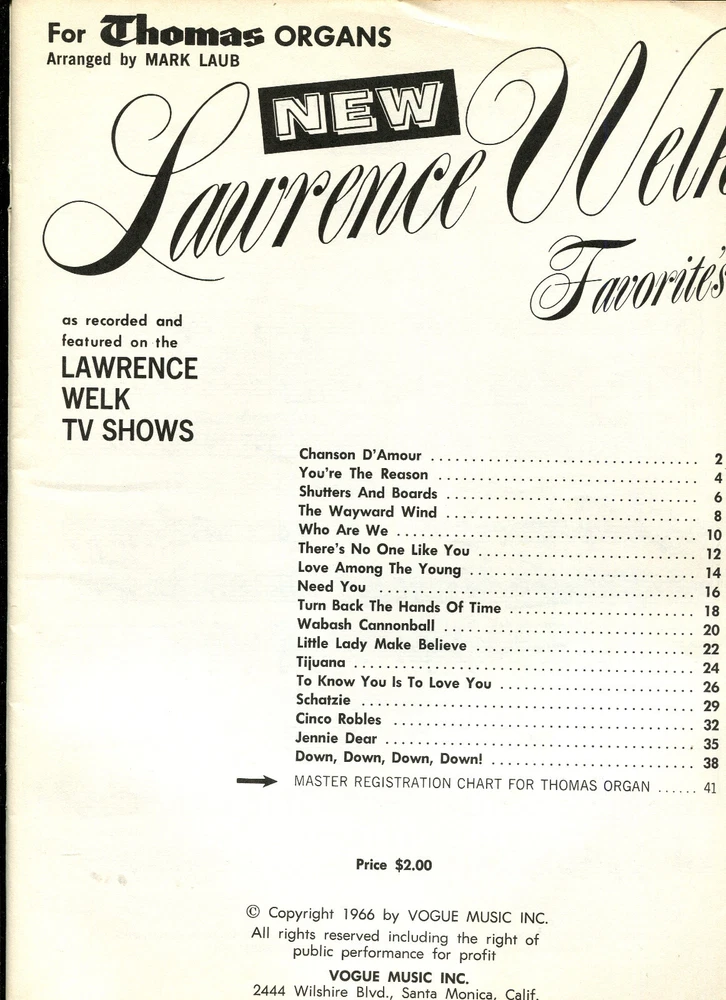 For Thomas ORGANS
Arranged by MARK LAUB
NEW
Lawrence Welk
Favorite's
as recorded and
featured on the
LAWRENCE
WELK
TV SHOWS
Chanson D'Amour . . . . . . . . . . . . . . . . . . . . . . . . . . . . . . 2
You're The Reason . . . . . . . . . . . . . . . . . . . . . . . . . . . . . 4
Shutters And Boards . . . . . . . . . . . . . . . . . . . . . . . . . . . . 6
The Wayward Wind . . . . . . . . . . . . . . . . . . . . . . . . . . . . 8
Who Are We . . . . . . . . . . . . . . . . . . . . . . . . . . . . . . . . . 10
There's No One Like You . . . . . . . . . . . . . . . . . . . . . . . . 12
Love Among The Young . . . . . . . . . . . . . . . . . . . . . . . . . 14
Need You . . . . . . . . . . . . . . . . . . . . . . . . . . . . . . . . . . . 16
Turn Back The Hands Of Time . . . . . . . . . . . . . . . . . . . . 18
Wabash Cannonball . . . . . . . . . . . . . . . . . . . . . . . . . . . . 20
Little Lady Make Believe . . . . . . . . . . . . . . . . . . . . . . . . 22
Tijuana . . . . . . . . . . . . . . . . . . . . . . . . . . . . . . . . . . . . . 24
To Know You Is To Love You . . . . . . . . . . . . . . . . . . . . . 26
Schatzie . . . . . . . . . . . . . . . . . . . . . . . . . . . . . . . . . . . . 29
Cinco Robles . . . . . . . . . . . . . . . . . . . . . . . . . . . . . . . . 32
Jennie Dear . . . . . . . . . . . . . . . . . . . . . . . . . . . . . . . . . 35
Down, Down, Down, Down! . . . . . . . . . . . . . . . . . . . . . . 38
MASTER REGISTRATION CHART FOR THOMAS ORGAN . . . . . . 41
Price $2.00
© Copyright 1966 by VOGUE MUSIC INC.
All rights reserved including the right of
public performance for profit
VOGUE MUSIC INC.
2444 Wilshire Blvd., Santa Monica, Calif.